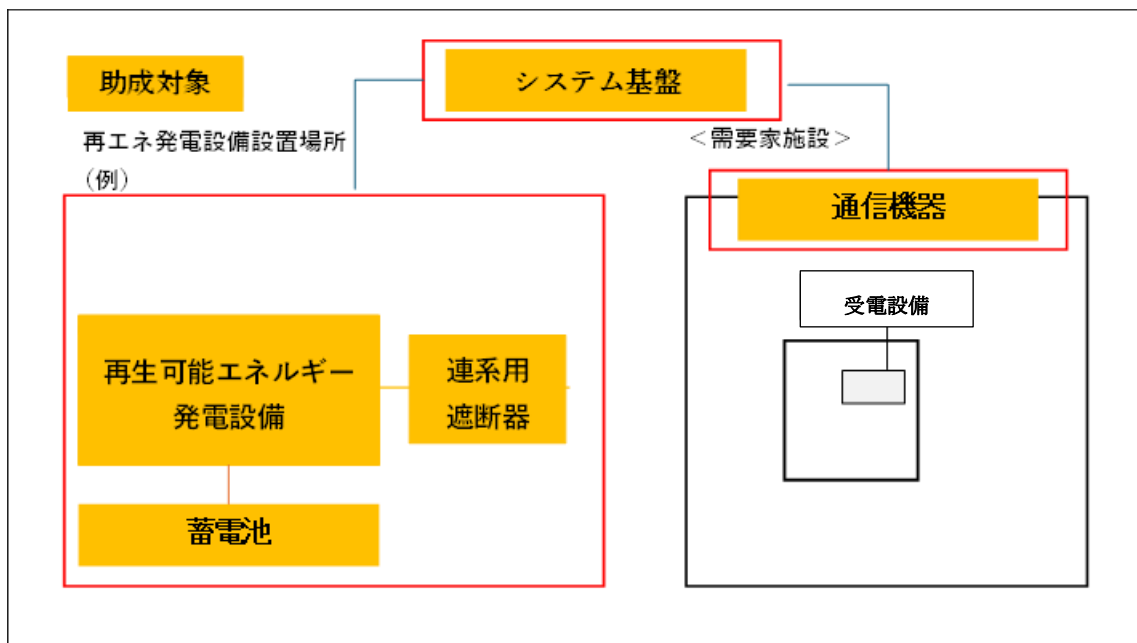 助成対象
システム基盤
再エネ発電設備設置場所
（例）
＜需要家施設＞
通信機器
受電設備
再生可能エネルギー
発電設備
連系用
遮断器
蓄電池